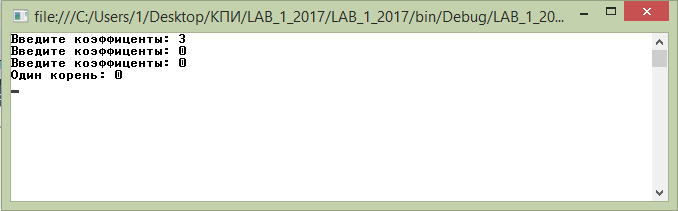 file:///C:/Users/1/Desktop/КПИ/LAB_1_2017/LAB_1_2017/bin/Debug/LAB_1_20...
Введите коэффиценты: 3
Введите коэффиценты: 0
Введите коэффиценты: 0
Один корень: 0